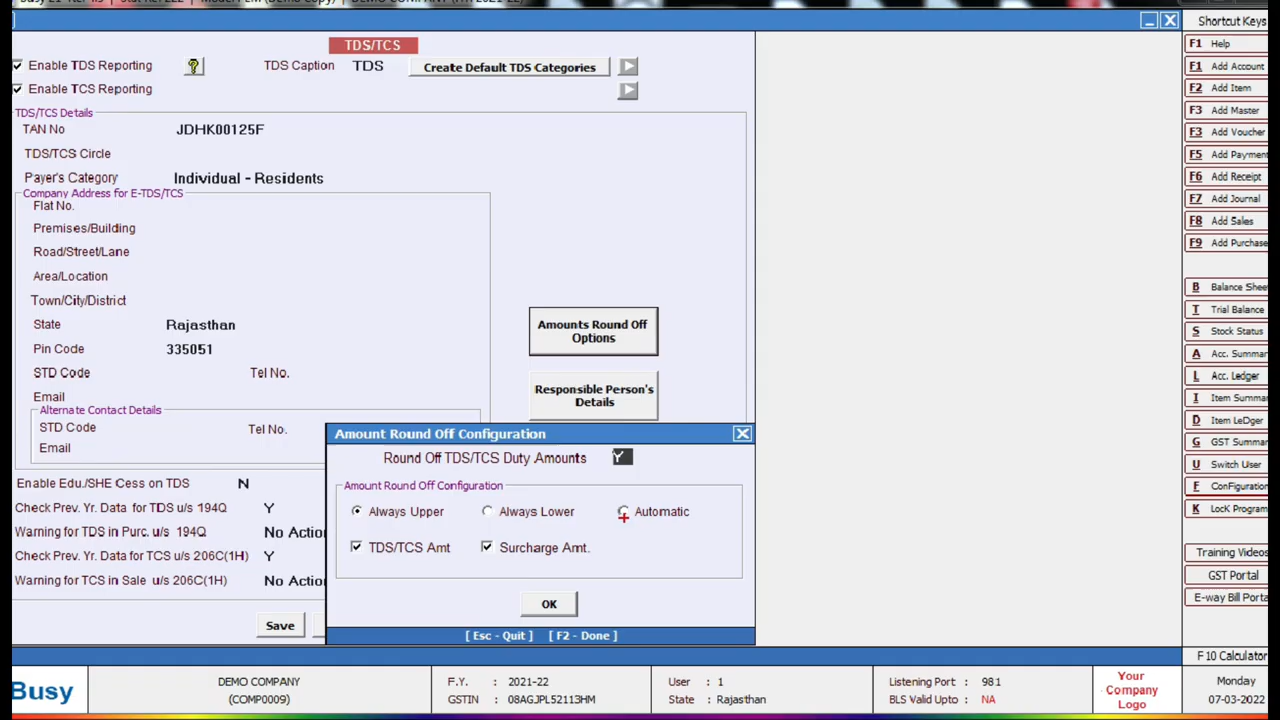 DEMO COMPANY
Shortcut Keys
TDS/TCS
Enable TDS Reporting ? TDS Caption TDS Create Default TDS Categories
Enable TCS Reporting
TDS/TCS Details
TAN No JDHK00125F
TDS/TCS Circle
Payer's Category Individual - Residents
Company Address for E-TDS/TCS
Flat No.
Premises/Building
Road/Street/Lane
Area/Location
Town/City/District
State Rajasthan
Pin Code 335051
STD Code Tel No.
Email
Alternate Contact Details
STD Code Tel No.
Email
Amounts Round Off
Options
Responsible Person's
Details
Enable Edu./SHE Cess on TDS N
Check Prev. Yr. Data for TDS u/s 194Q Y
Warning for TDS in Purc. u/s 194Q No Actio
Check Prev. Yr. Data for TCS u/s 206C(1H) Y
Warning for TCS in Sale u/s 206C(1H) No Actio
Save
Amount Round Off Configuration
Round Off TDS/TCS Duty Amounts Y
Amount Round Off Configuration
Always Upper Always Lower Automatic
TDS/TCS Amt Surcharge Amt.
OK
[ Esc - Quit ] [ F2 - Done ]
F1 Help
F1 Add Account
F2 Add Item
F3 Add Master
F3 Add Voucher
F5 Add Payment
F6 Add Receipt
F7 Add Journal
F8 Add Sales
F9 Add Purchase
B Balance Shee
T Trial Balance
S Stock Status
A Acc. Summar
L Acc. Ledger
I Item Summa
D Item LeDger
G GST Summar
U Switch User
F Configuration
K LocK Program
Training Videos
GST Portal
E-way Bill Porta
F10 Calculator
Busy
DEMO COMPANY
(COMP0009)
F.Y. : 2021-22
GSTIN : 08AGJPL52113HM
User : 1
State : Rajasthan
Listening Port : 981
BLS Valid Upto : NA
Your
Company
Logo
Monday
07-03-2022